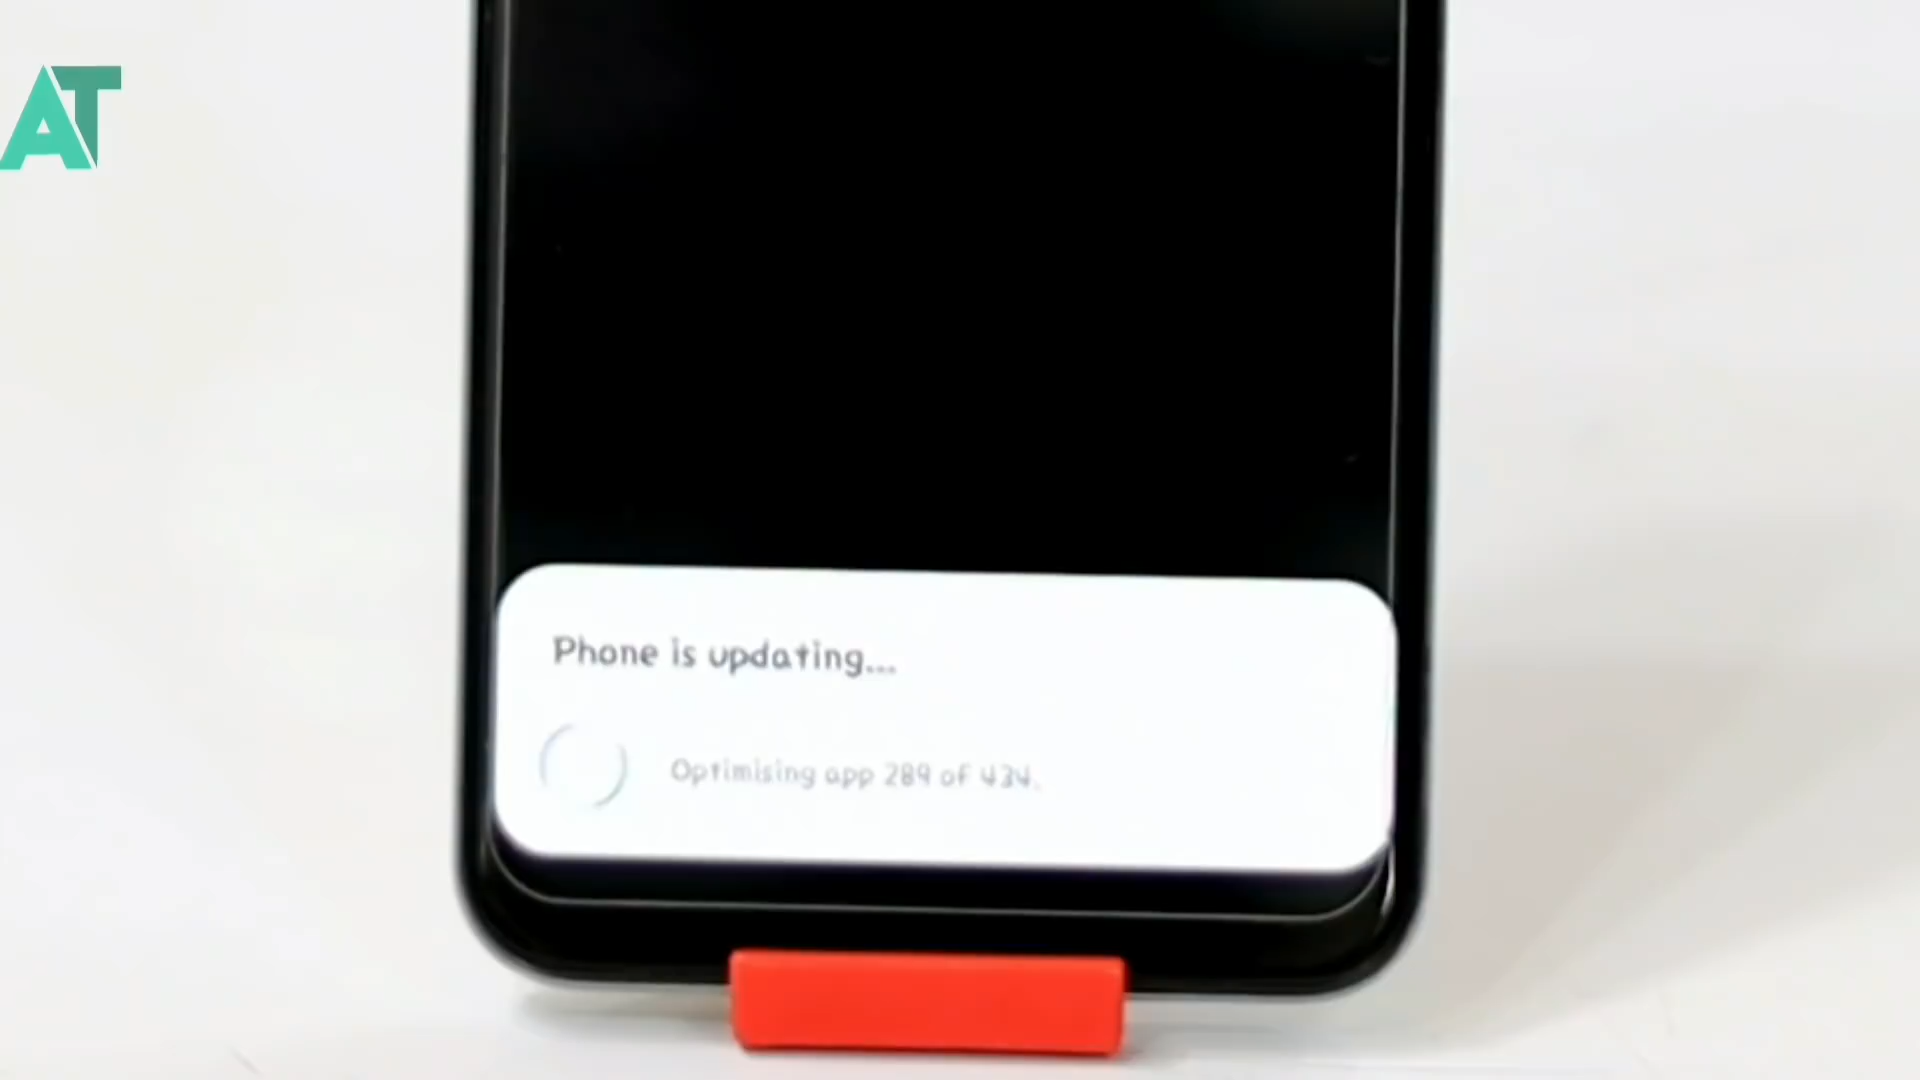 AT
Phone is updating...
Optimising app 289 of 434.